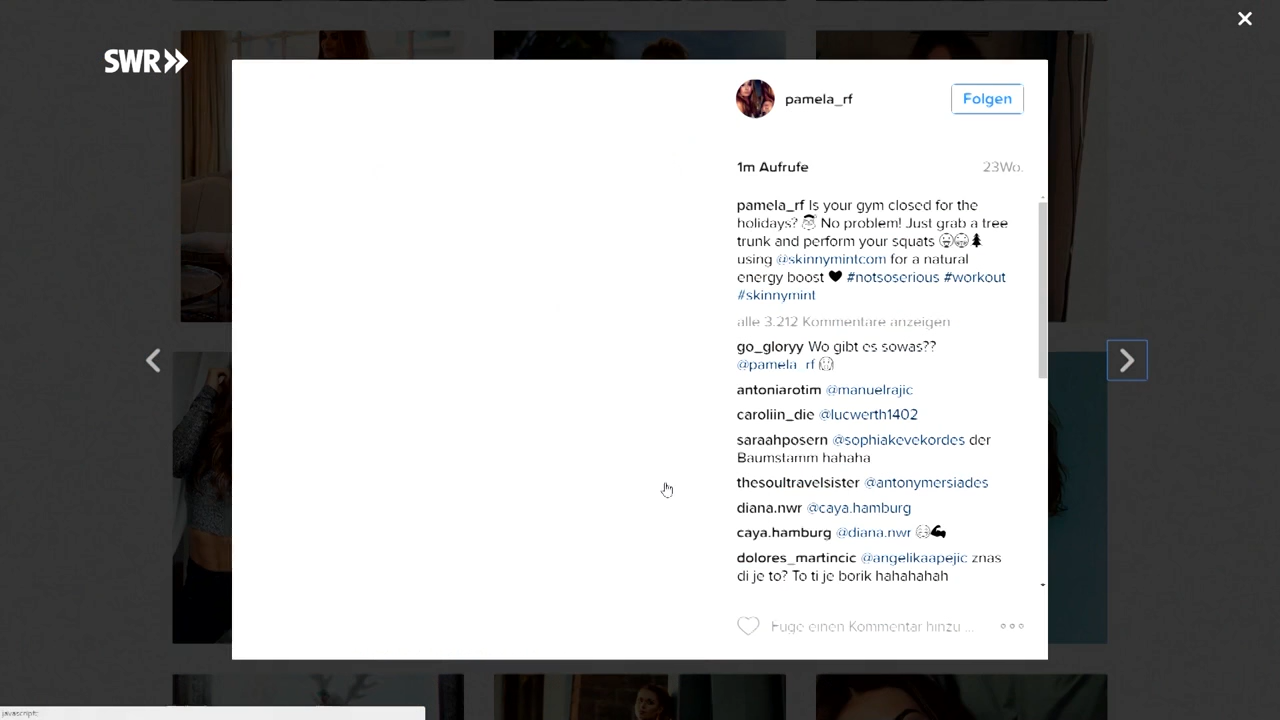 SWR
pamela_rf
Folgen
1m Aufrufe
23Wo.
pamela_rf Is your gym closed for the
holidays? 🎅 No problem! Just grab a tree
trunk and perform your squats 😜😂🌲
using @skinnymintcom for a natural
energy boost ♥ #notsoserious #workout
#skinnymint
alle 3.212 Kommentare anzeigen
go_gloryy Wo gibt es sowas??
@pamela_rf
antoniarotim @manuelrajic
caroliin_die @lucwerth1402
saraahposern @sophiakevekordes der
Baumstamm hahaha
thesoultravelsister @antonymersiades
diana.nwr @caya.hamburg
caya.hamburg @diana.nwr 😂💪
dolores_martincic @angelikaapejic znas
di je to? To ti je borik hahahahah
Füge einen Kommentar hinzu ...
javascript: